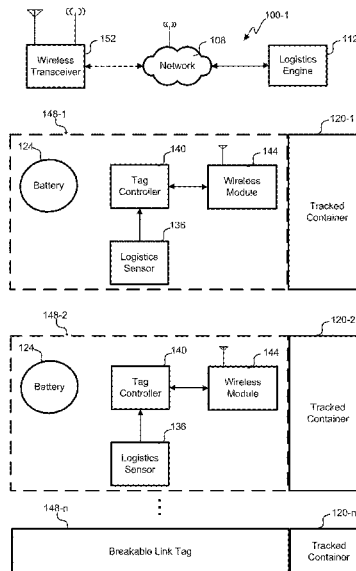 100-1
152
108
112
Wireless Transceiver
Network
Logistics Engine
148-1
120-1
124
140
144
Battery
Tag Controller
Wireless Module
Tracked Container
136
Logistics Sensor
148-2
120-2
124
140
144
Battery
Tag Controller
Wireless Module
Tracked Container
136
Logistics Sensor
148-n
120-n
Breakable Link Tag
Tracked Container